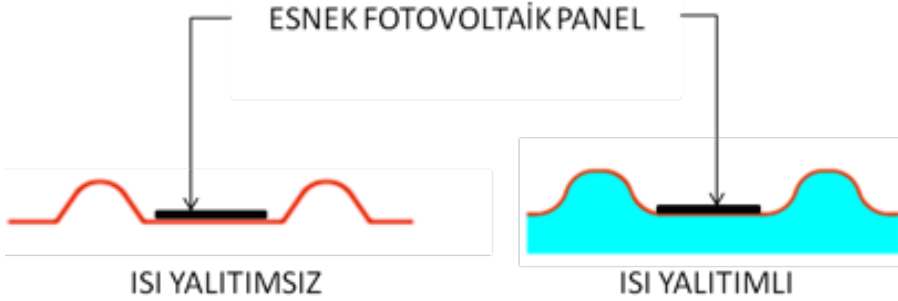 ESNEK FOTOVOLTAİK PANEL
ISI YALITIMSIZ
ISI YALITIMLI